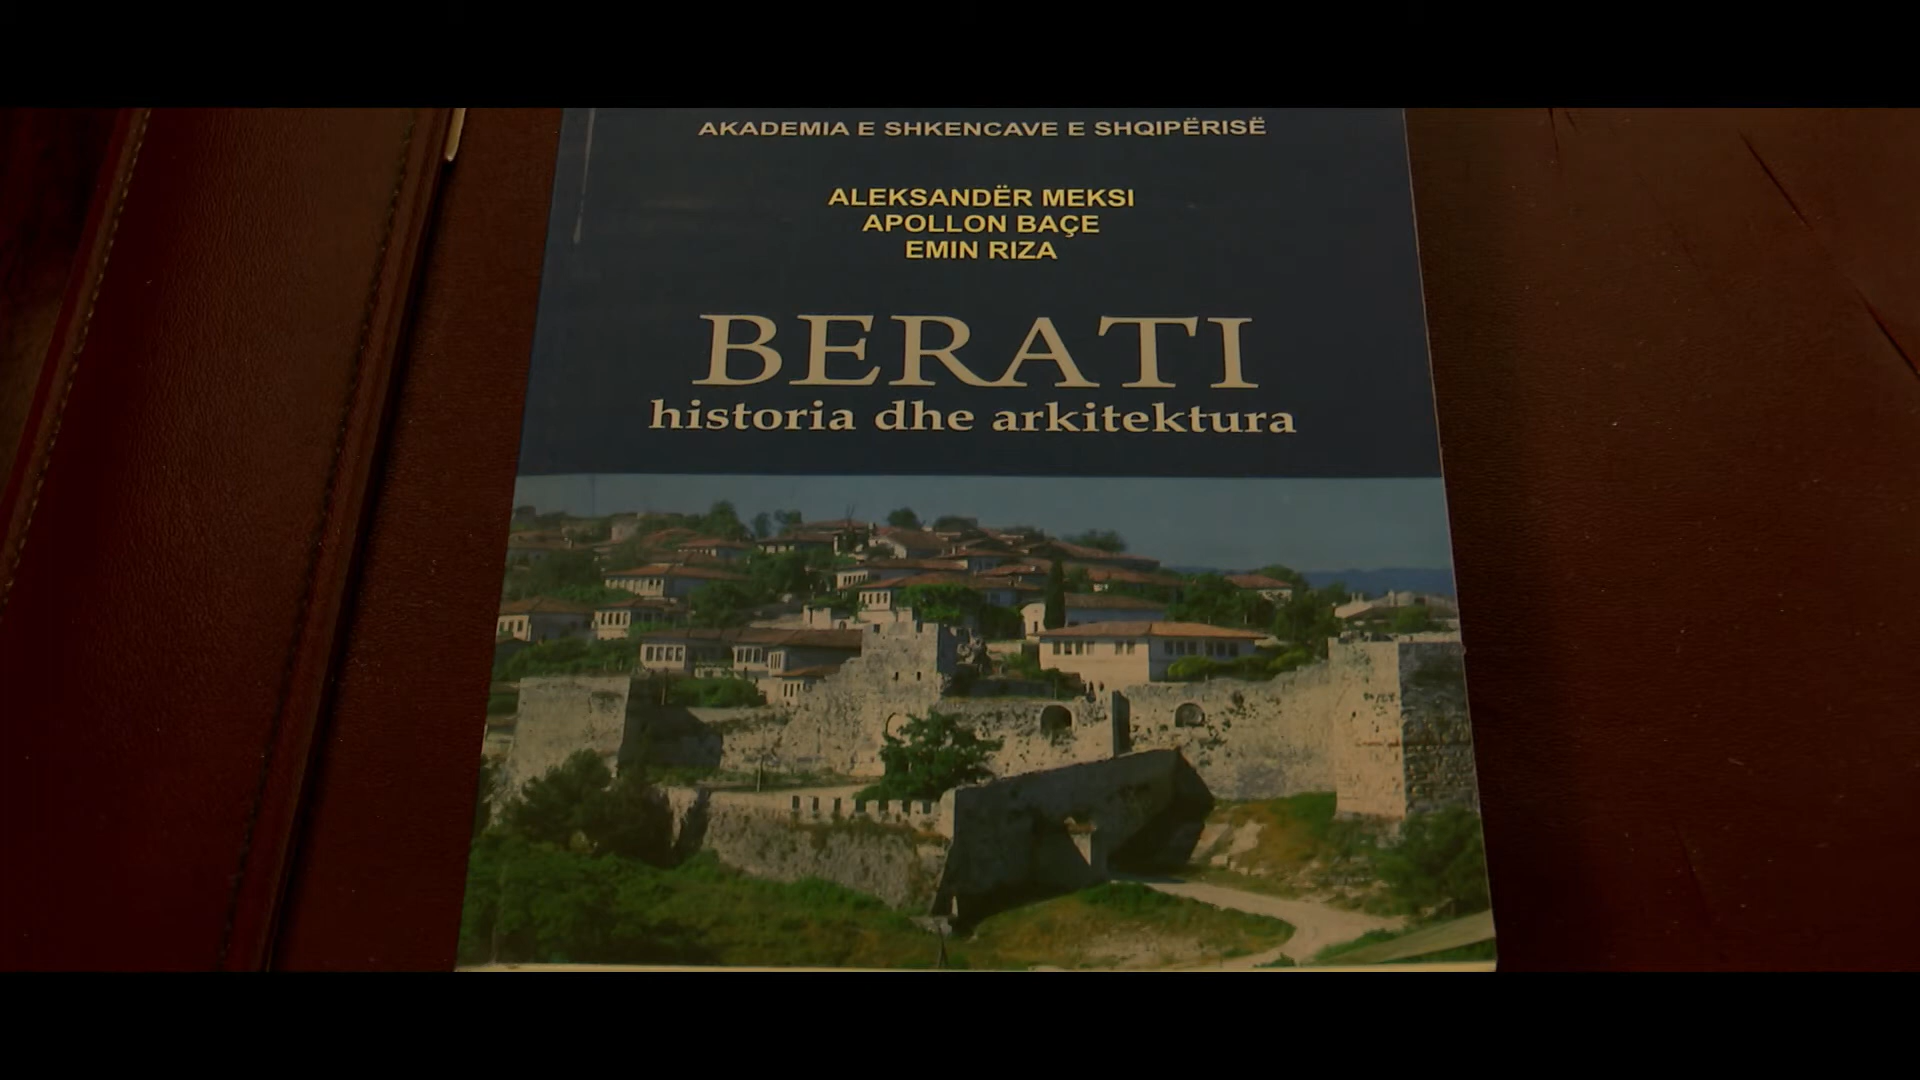 AKADEMIA E SHKENCAVE E SHQIPËRISË
ALEKSANDËR MEKSI
APOLLON BAÇE
EMIN RIZA
BERATI
historia dhe arkitektura